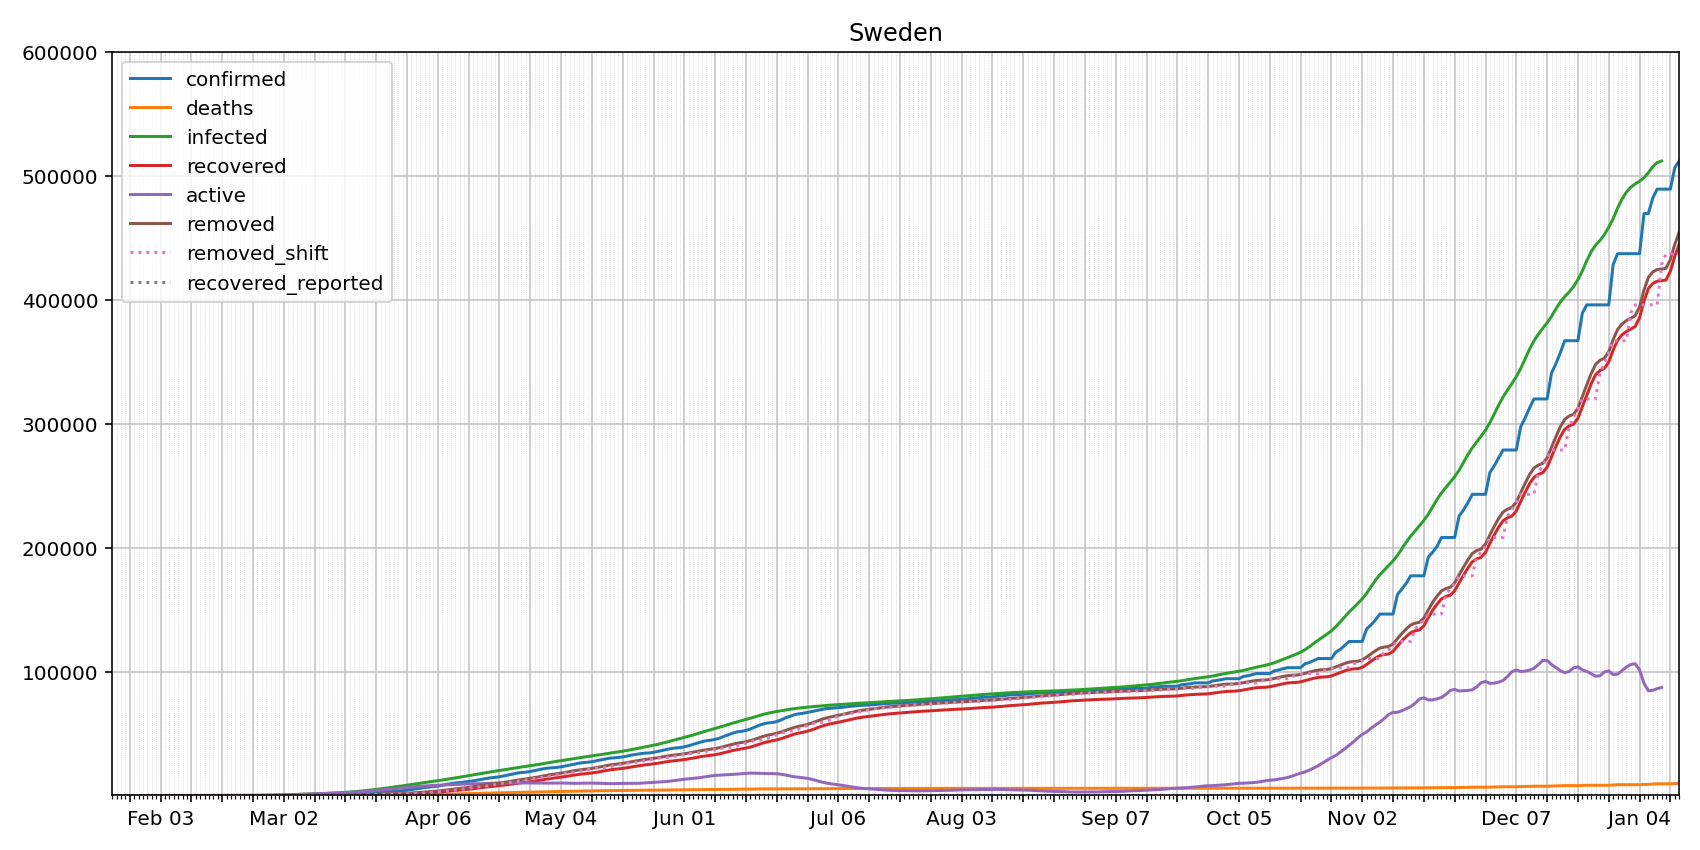 Sweden
600000
500000
400000
300000
200000
100000
confirmed
deaths
infected
recovered
active
removed
removed_shift
recovered_reported
Feb 03 Mar 02 Apr 06 May 04 Jun 01 Jul 06 Aug 03 Sep 07 Oct 05 Nov 02 Dec 07 Jan 04